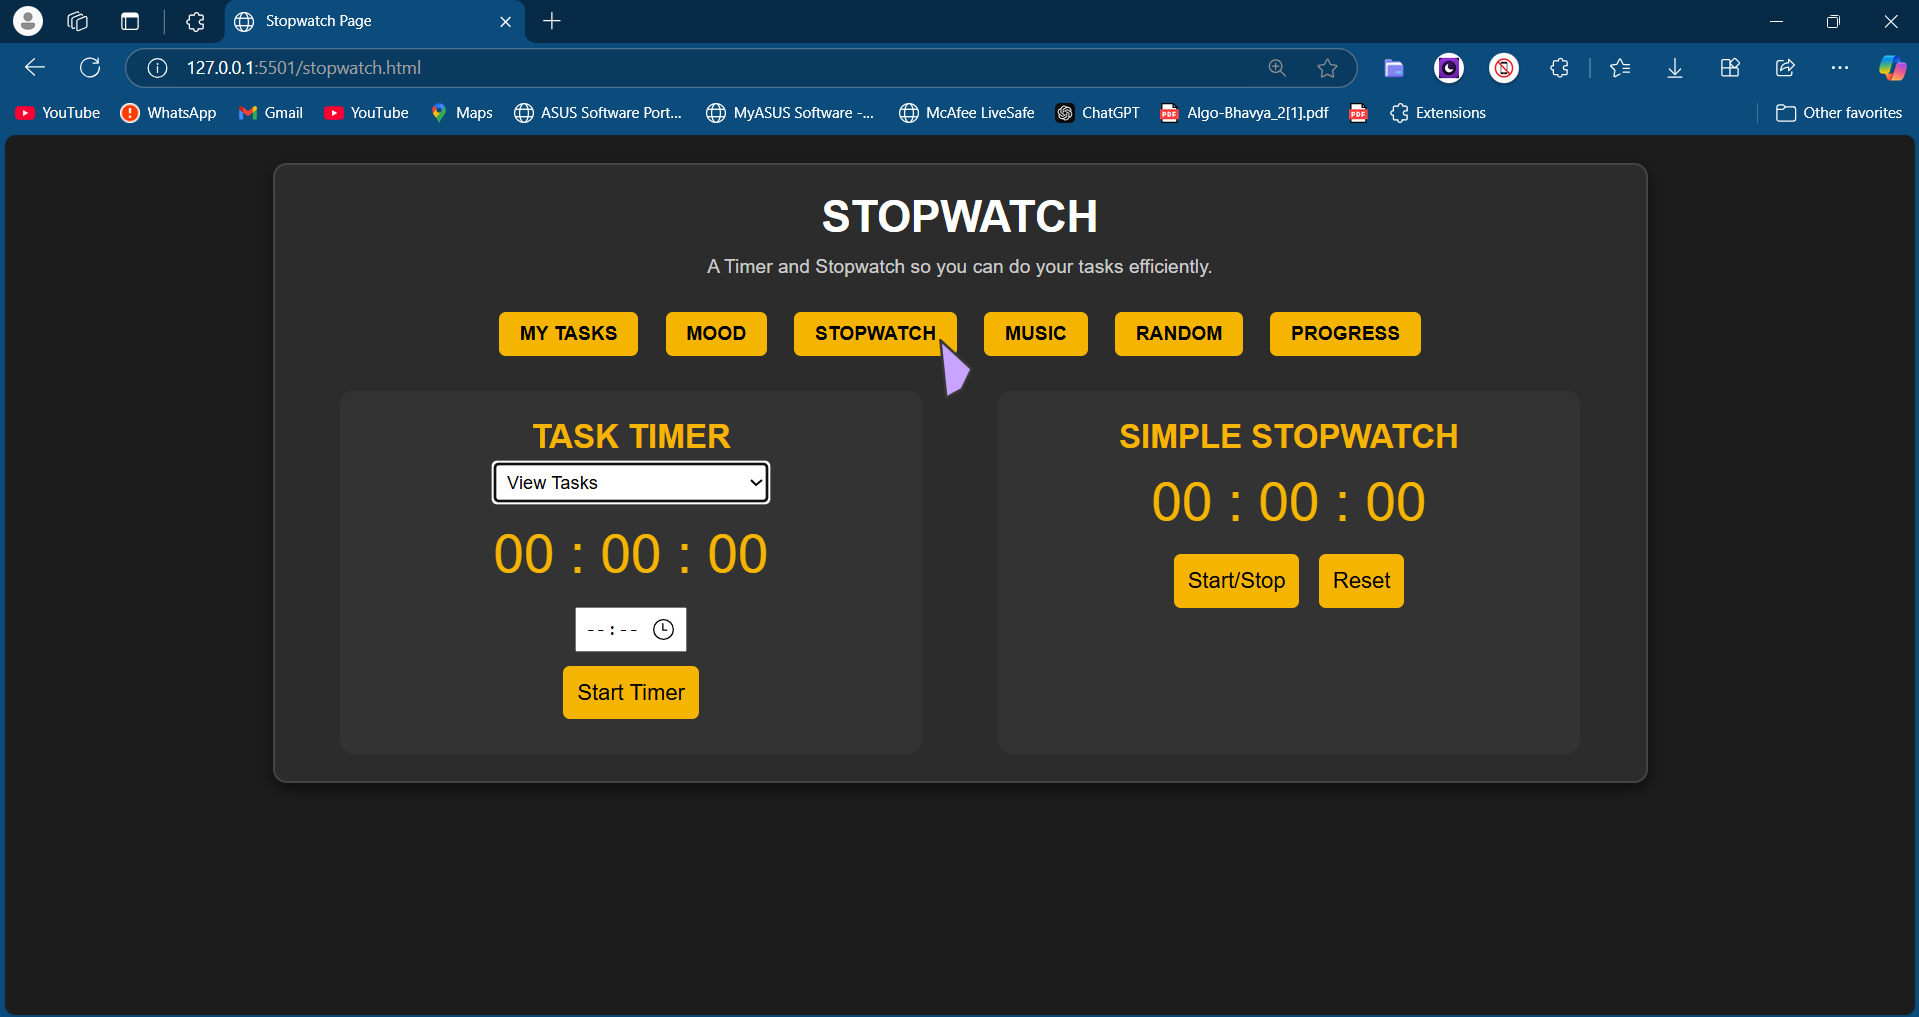 Stopwatch Page
127.0.0.1:5501/stopwatch.html
YouTube WhatsApp Gmail YouTube Maps ASUS Software Port... MyASUS Software -... McAfee LiveSafe ChatGPT PDF Algo-Bhavya_2[1].pdf PDF Extensions Other favorites
STOPWATCH
A Timer and Stopwatch so you can do your tasks efficiently.
MY TASKS MOOD STOPWATCH MUSIC RANDOM PROGRESS
TASK TIMER
View Tasks
00 : 00 : 00
--:--
Start Timer
SIMPLE STOPWATCH
00 : 00 : 00
Start/Stop Reset